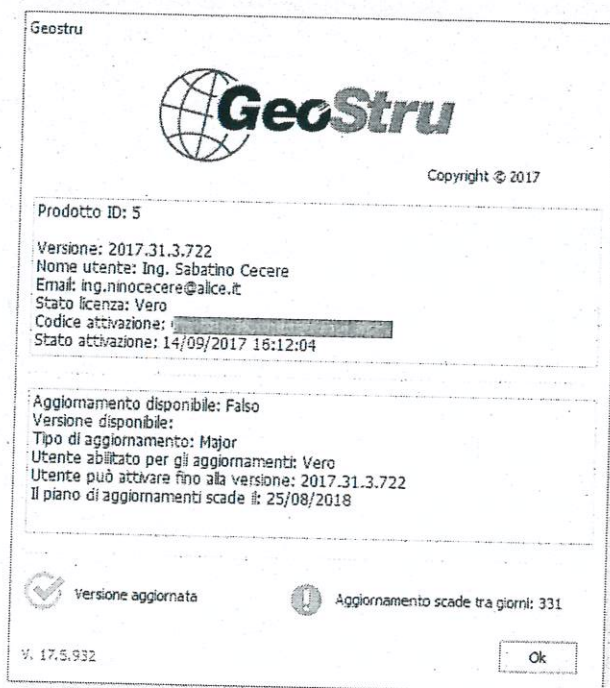 Geostru
GeoStru
Copyright © 2017
Prodotto ID: 5
Versione: 2017.31.3.722
Nome utente: Ing. Sabatino Cecere
Email: ing.ninocecere@alice.it
Stato licenza: Vero
Codice attivazione:
Stato attivazione: 14/09/2017 16:12:04
Aggiornamento disponibile: Falso
Versione disponibile:
Tipo di aggiornamento: Major
Utente abilitato per gli aggiornamenti: Vero
Utente può attivare fino alla versione: 2017.31.3.722
Il piano di aggiornamenti scade il: 25/08/2018
Versione aggiornata
Aggiornamento scade tra giorni: 331
V. 17.5.932
Ok